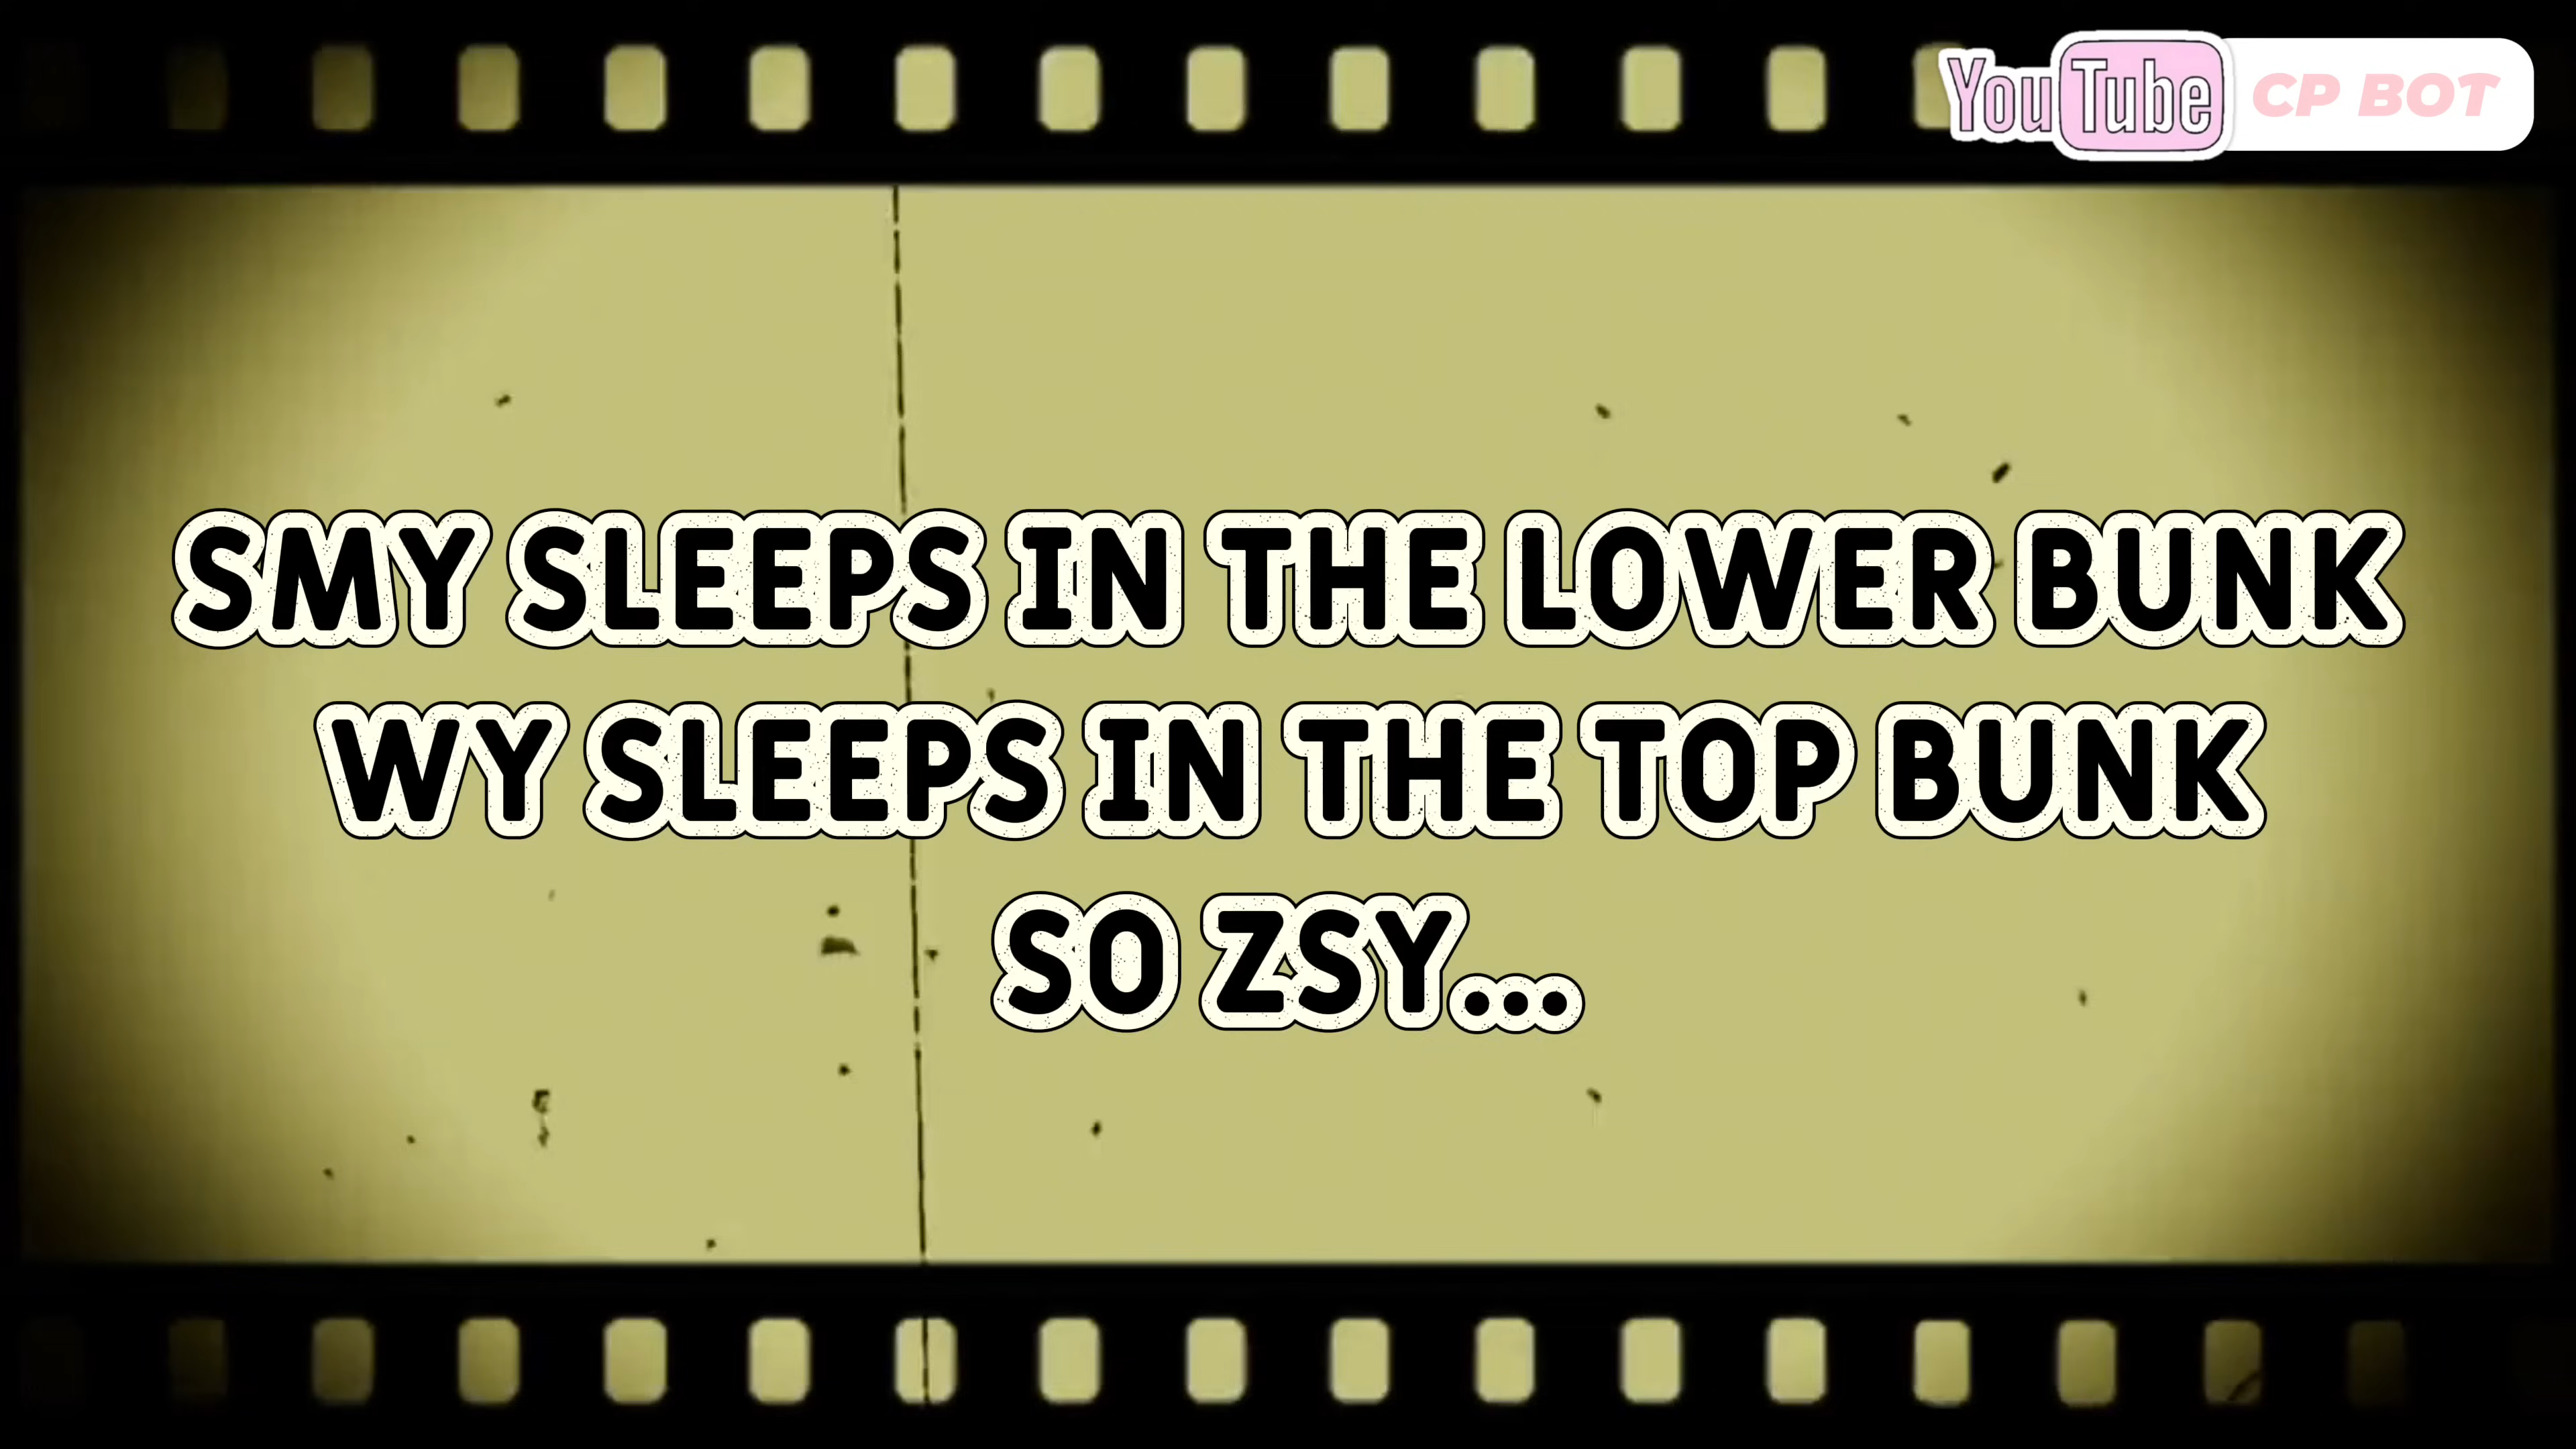 YouTube CP BOT
SMY SLEEPS IN THE LOWER BUNK
WY SLEEPS IN THE TOP BUNK
SO ZSY...